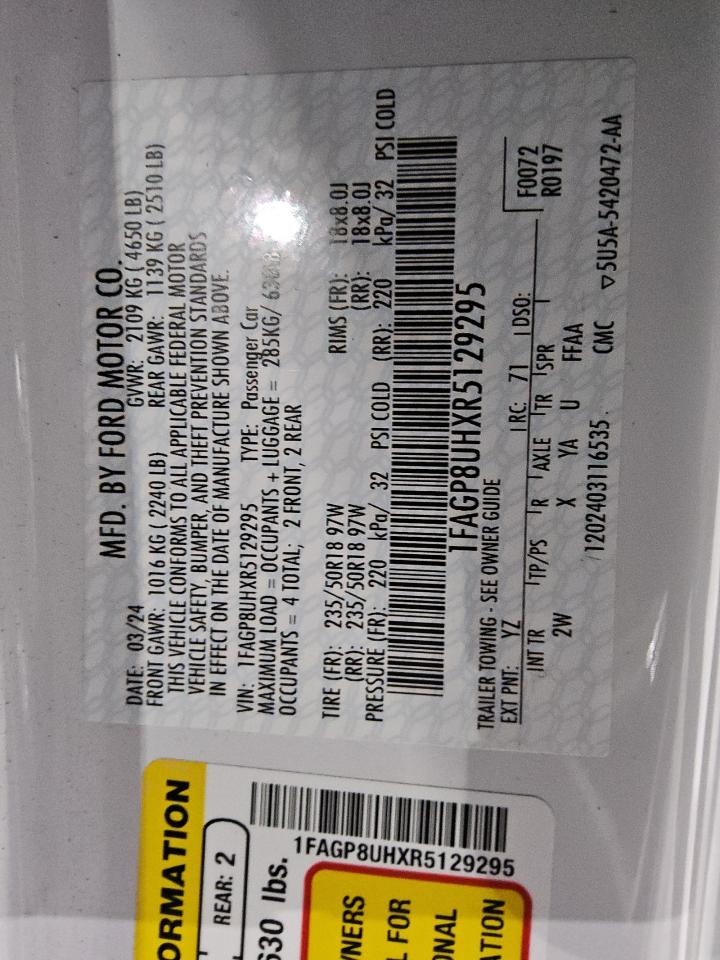 MFD. BY FORD MOTOR CO.
DATE: 03/24 GVWR: 2109 KG ( 4650 LB)
FRONT GAWR: 1016 KG ( 2240 LB) REAR GAWR: 1139 KG ( 2510 LB)
THIS VEHICLE CONFORMS TO ALL APPLICABLE FEDERAL MOTOR
VEHICLE SAFETY, BUMPER, AND THEFT PREVENTION STANDARDS
IN EFFECT ON THE DATE OF MANUFACTURE SHOWN ABOVE.
VIN: 1FAGP8UHXR5129295 TYPE: Passenger Car
MAXIMUM LOAD = OCCUPANTS + LUGGAGE = 285KG/
OCCUPANTS = 4 TOTAL; 2 FRONT, 2 REAR
TIRE (FR): 235/50R18 97W RIMS (FR): 18x8.0J
(RR): 235/50R18 97W (RR): 18x8.0J
PRESSURE (FR): 220 kPa/ 32 PSI COLD (RR): 220 kPa/ 32 PSI COLD
1FAGP8UHXR5129295
TRAILER TOWING - SEE OWNER GUIDE
EXT PNT: YZ RC: 71 DSO: F0072
R0197
INT TR TP/PS R AXLE TR SPR
2W X YA U FFAA
1202403116535 CMC ▽5U5A-5420472-AA
ORMATION
REAR: 2
630 lbs.
1FAGP8UHXR5129295